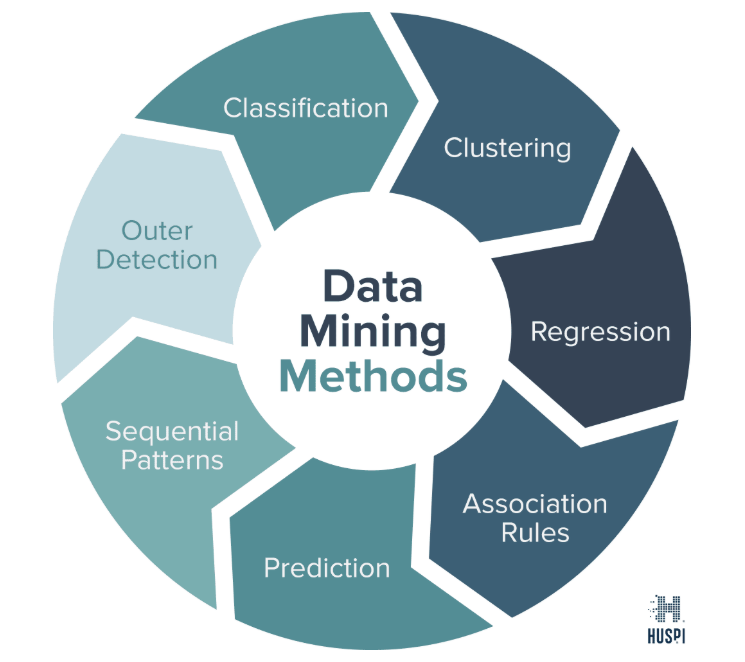 Data
Mining
Methods
Classification
Clustering
Regression
Association
Rules
Prediction
Sequential
Patterns
Outer
Detection
HUSPI